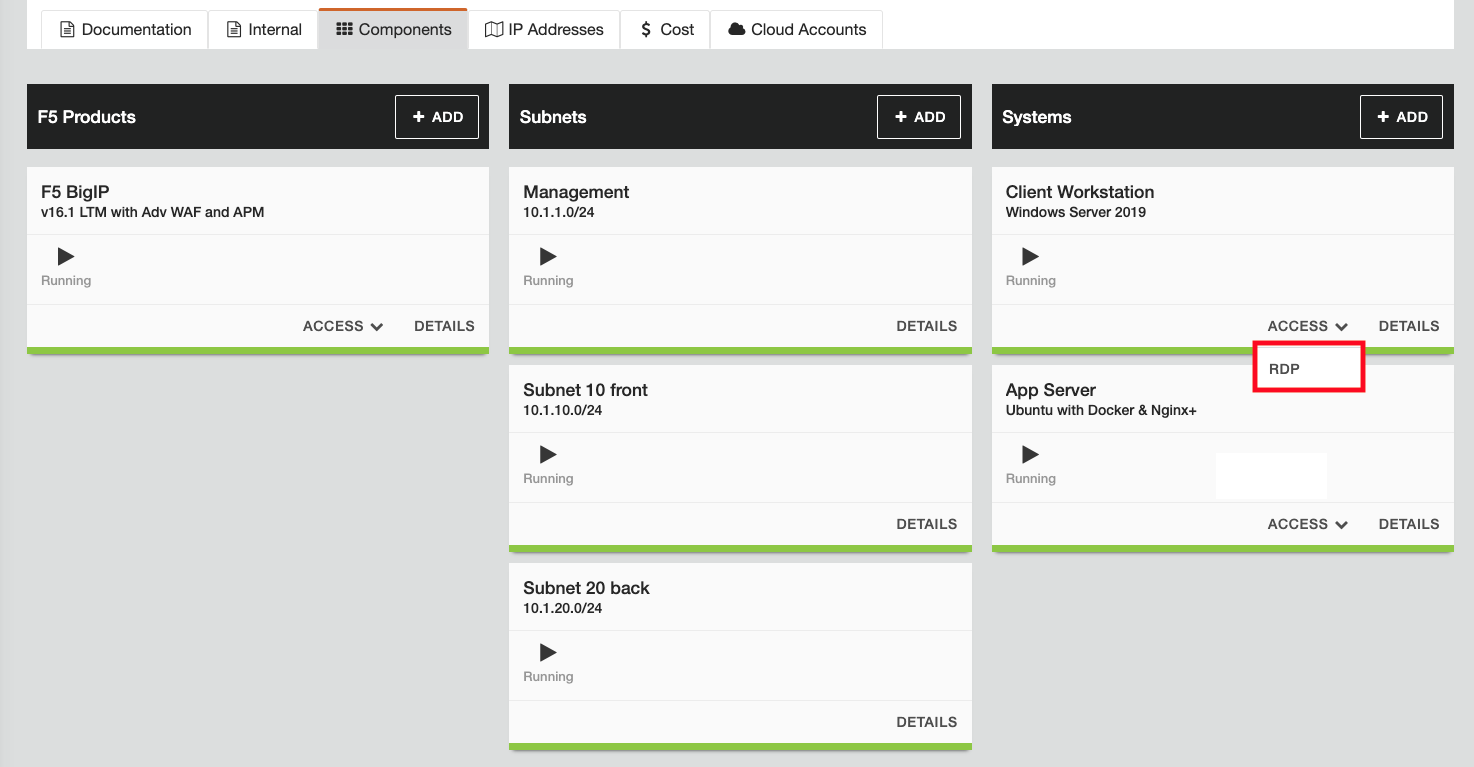 Documentation
Internal
Components
IP Addresses
$ Cost
Cloud Accounts
F5 Products
+ ADD
F5 BigIP
v16.1 LTM with Adv WAF and APM
Running
ACCESS
DETAILS
Subnets
+ ADD
Management
10.1.1.0/24
Running
DETAILS
Subnet 10 front
10.1.10.0/24
Running
DETAILS
Subnet 20 back
10.1.20.0/24
Running
DETAILS
Systems
+ ADD
Client Workstation
Windows Server 2019
Running
ACCESS
DETAILS
RDP
App Server
Ubuntu with Docker & Nginx+
Running
ACCESS
DETAILS